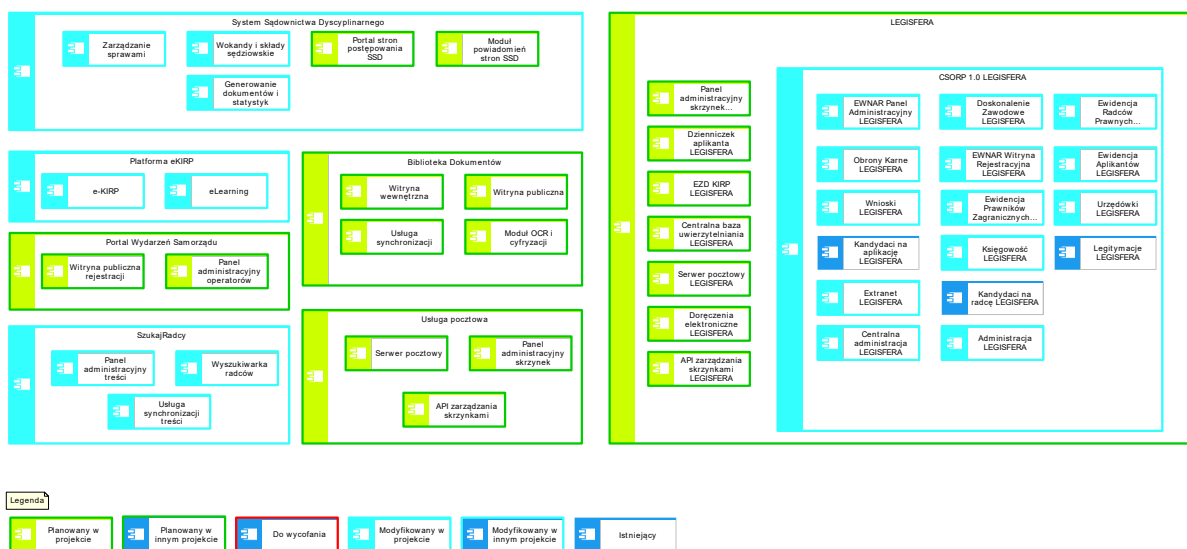 System Sądownictwa Dyscyplinarnego
Zarządzanie
sprawami
Wokandy i składy
sędziowskie
Portal stron
postępowania
SSD
Moduł
powiadomień
stron SSD
Generowanie
dokumentów i
statystyk
Platforma eKIRP
e-KIRP
eLearning
Portal Wydarzeń Samorządu
Witryna publiczna
rejestracji
Panel
administracyjny
operatorów
SzukajRadcy
Panel
administracyjny
treści
Wyszukiwarka
radców
Usługa
synchronizacji
treści
Biblioteka Dokumentów
Witryna
wewnętrzna
Witryna publiczna
Usługa
synchronizacji
Moduł OCR i
cyfryzacji
Usługa pocztowa
Serwer pocztowy
Panel
administracyjny
skrzynek
API zarządzania
skrzynkami
LEGISFERA
Panel
administracyjny
skrzynek...
Dzienniczek
aplikanta
LEGISFERA
EZD KIRP
LEGISFERA
Centralna baza
uwierzytelniania
LEGISFERA
Serwer pocztowy
LEGISFERA
Doręczenia
elektroniczne
LEGISFERA
API zarządzania
skrzynkami
LEGISFERA
CSORP 1.0 LEGISFERA
EWNAR Panel
Administracyjny
LEGISFERA
Doskonalenie
Zawodowe
LEGISFERA
Ewidencja
Radców
Prawnych...
Obrony Karne
LEGISFERA
EWNAR Witryna
Rejestracyjna
LEGISFERA
Ewidencja
Aplikantów
LEGISFERA
Wnioski
LEGISFERA
Ewidencja
Prawników
Zagranicznych...
Urzędówki
LEGISFERA
Kandydaci na
aplikację
LEGISFERA
Księgowość
LEGISFERA
Legitymacje
LEGISFERA
Extranet
LEGISFERA
Kandydaci na
radcę LEGISFERA
Centralna
administracja
LEGISFERA
Administracja
LEGISFERA
Legenda
Planowany w
projekcie
Planowany w
innym projekcie
Do wycofania
Modyfikowany w
projekcie
Modyfikowany w
innym projekcie
Istniejący